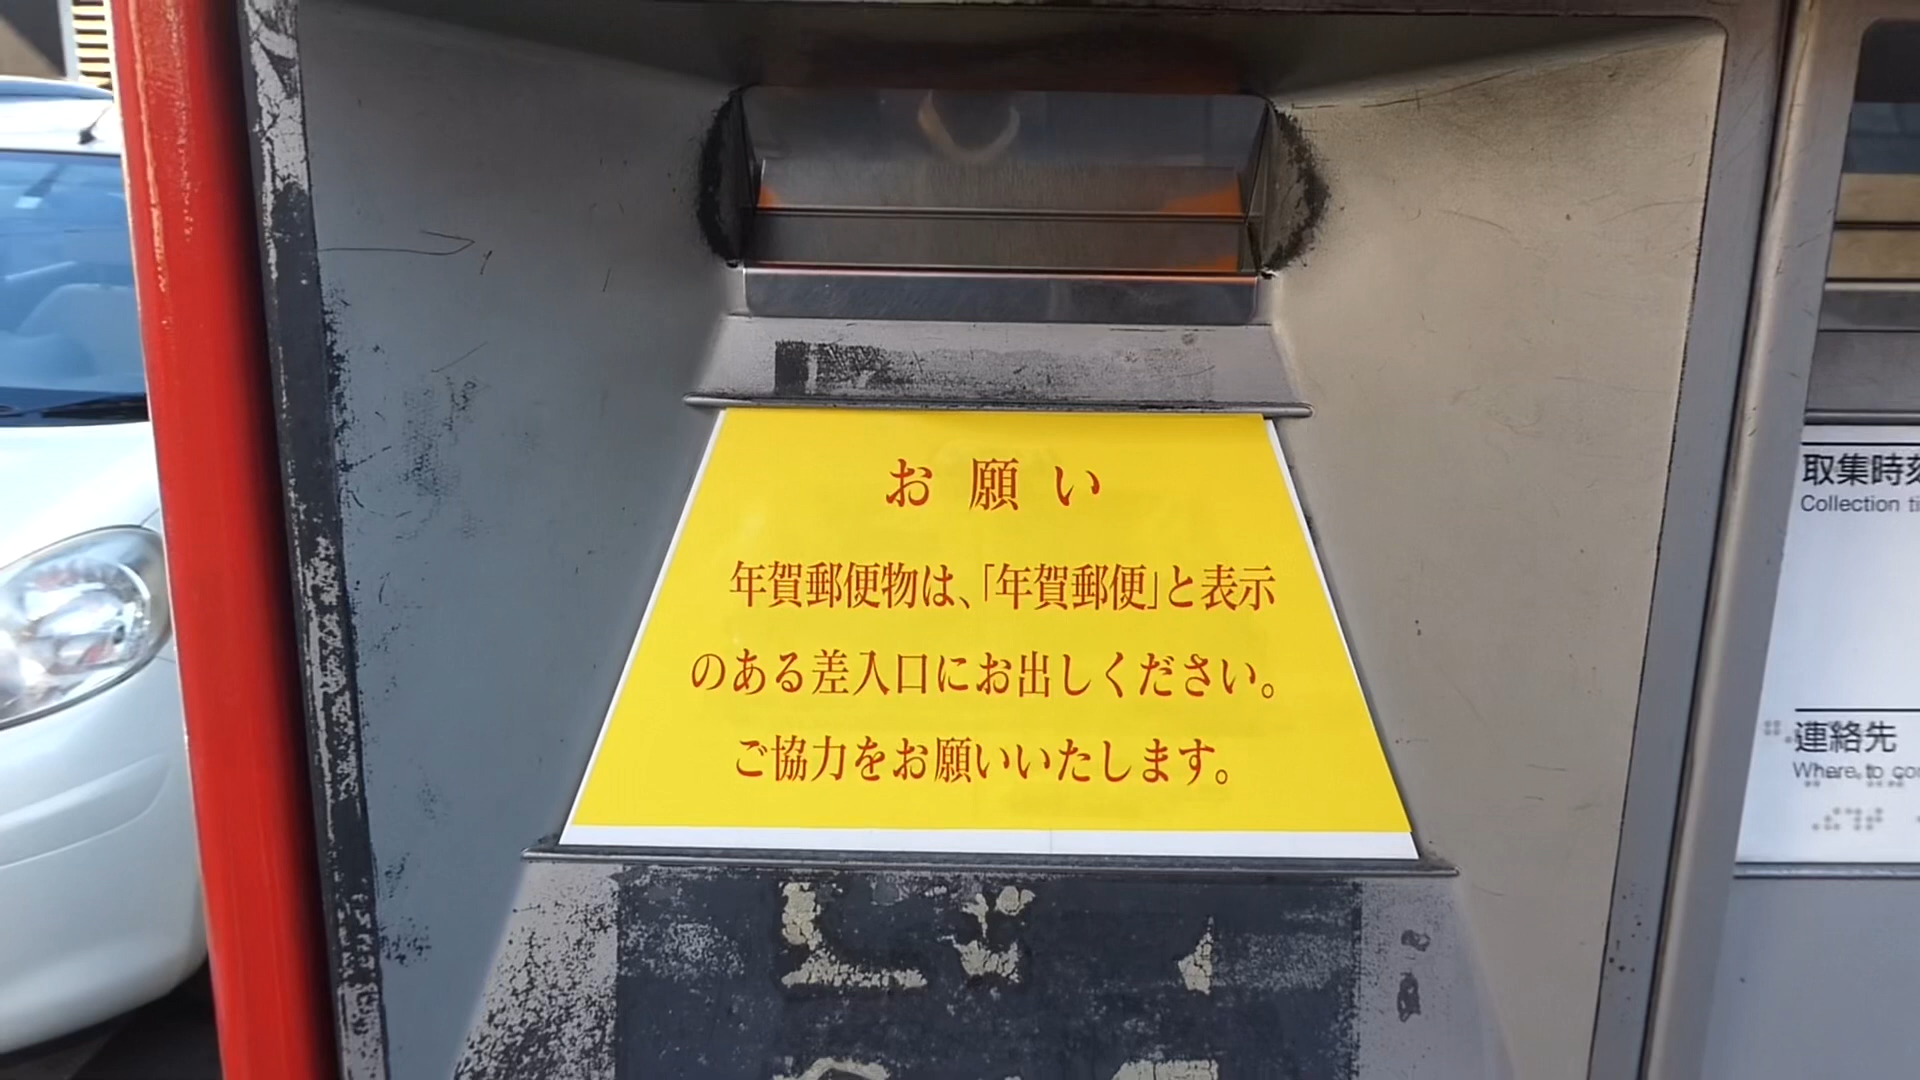 お願い
年賀郵便物は、「年賀郵便」と表示
のある差入口にお出しください。
ご協力をお願いいたします。
取集時刻
Collection ti
連絡先
Where to con